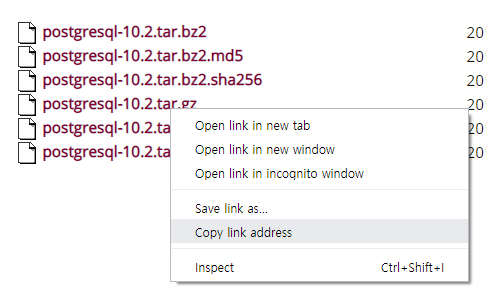 postgresql-10.2.tar.bz2 20
postgresql-10.2.tar.bz2.md5 20
postgresql-10.2.tar.bz2.sha256 20
postgresql-10.2.tar.gz 20
Open link in new tab
postgresql-10.2.ta 20
Open link in new window
postgresql-10.2.ta 20
Open link in incognito window
Save link as...
Copy link address
Inspect Ctrl+Shift+I